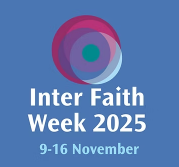 Inter Faith
Week 2025
9-16 November